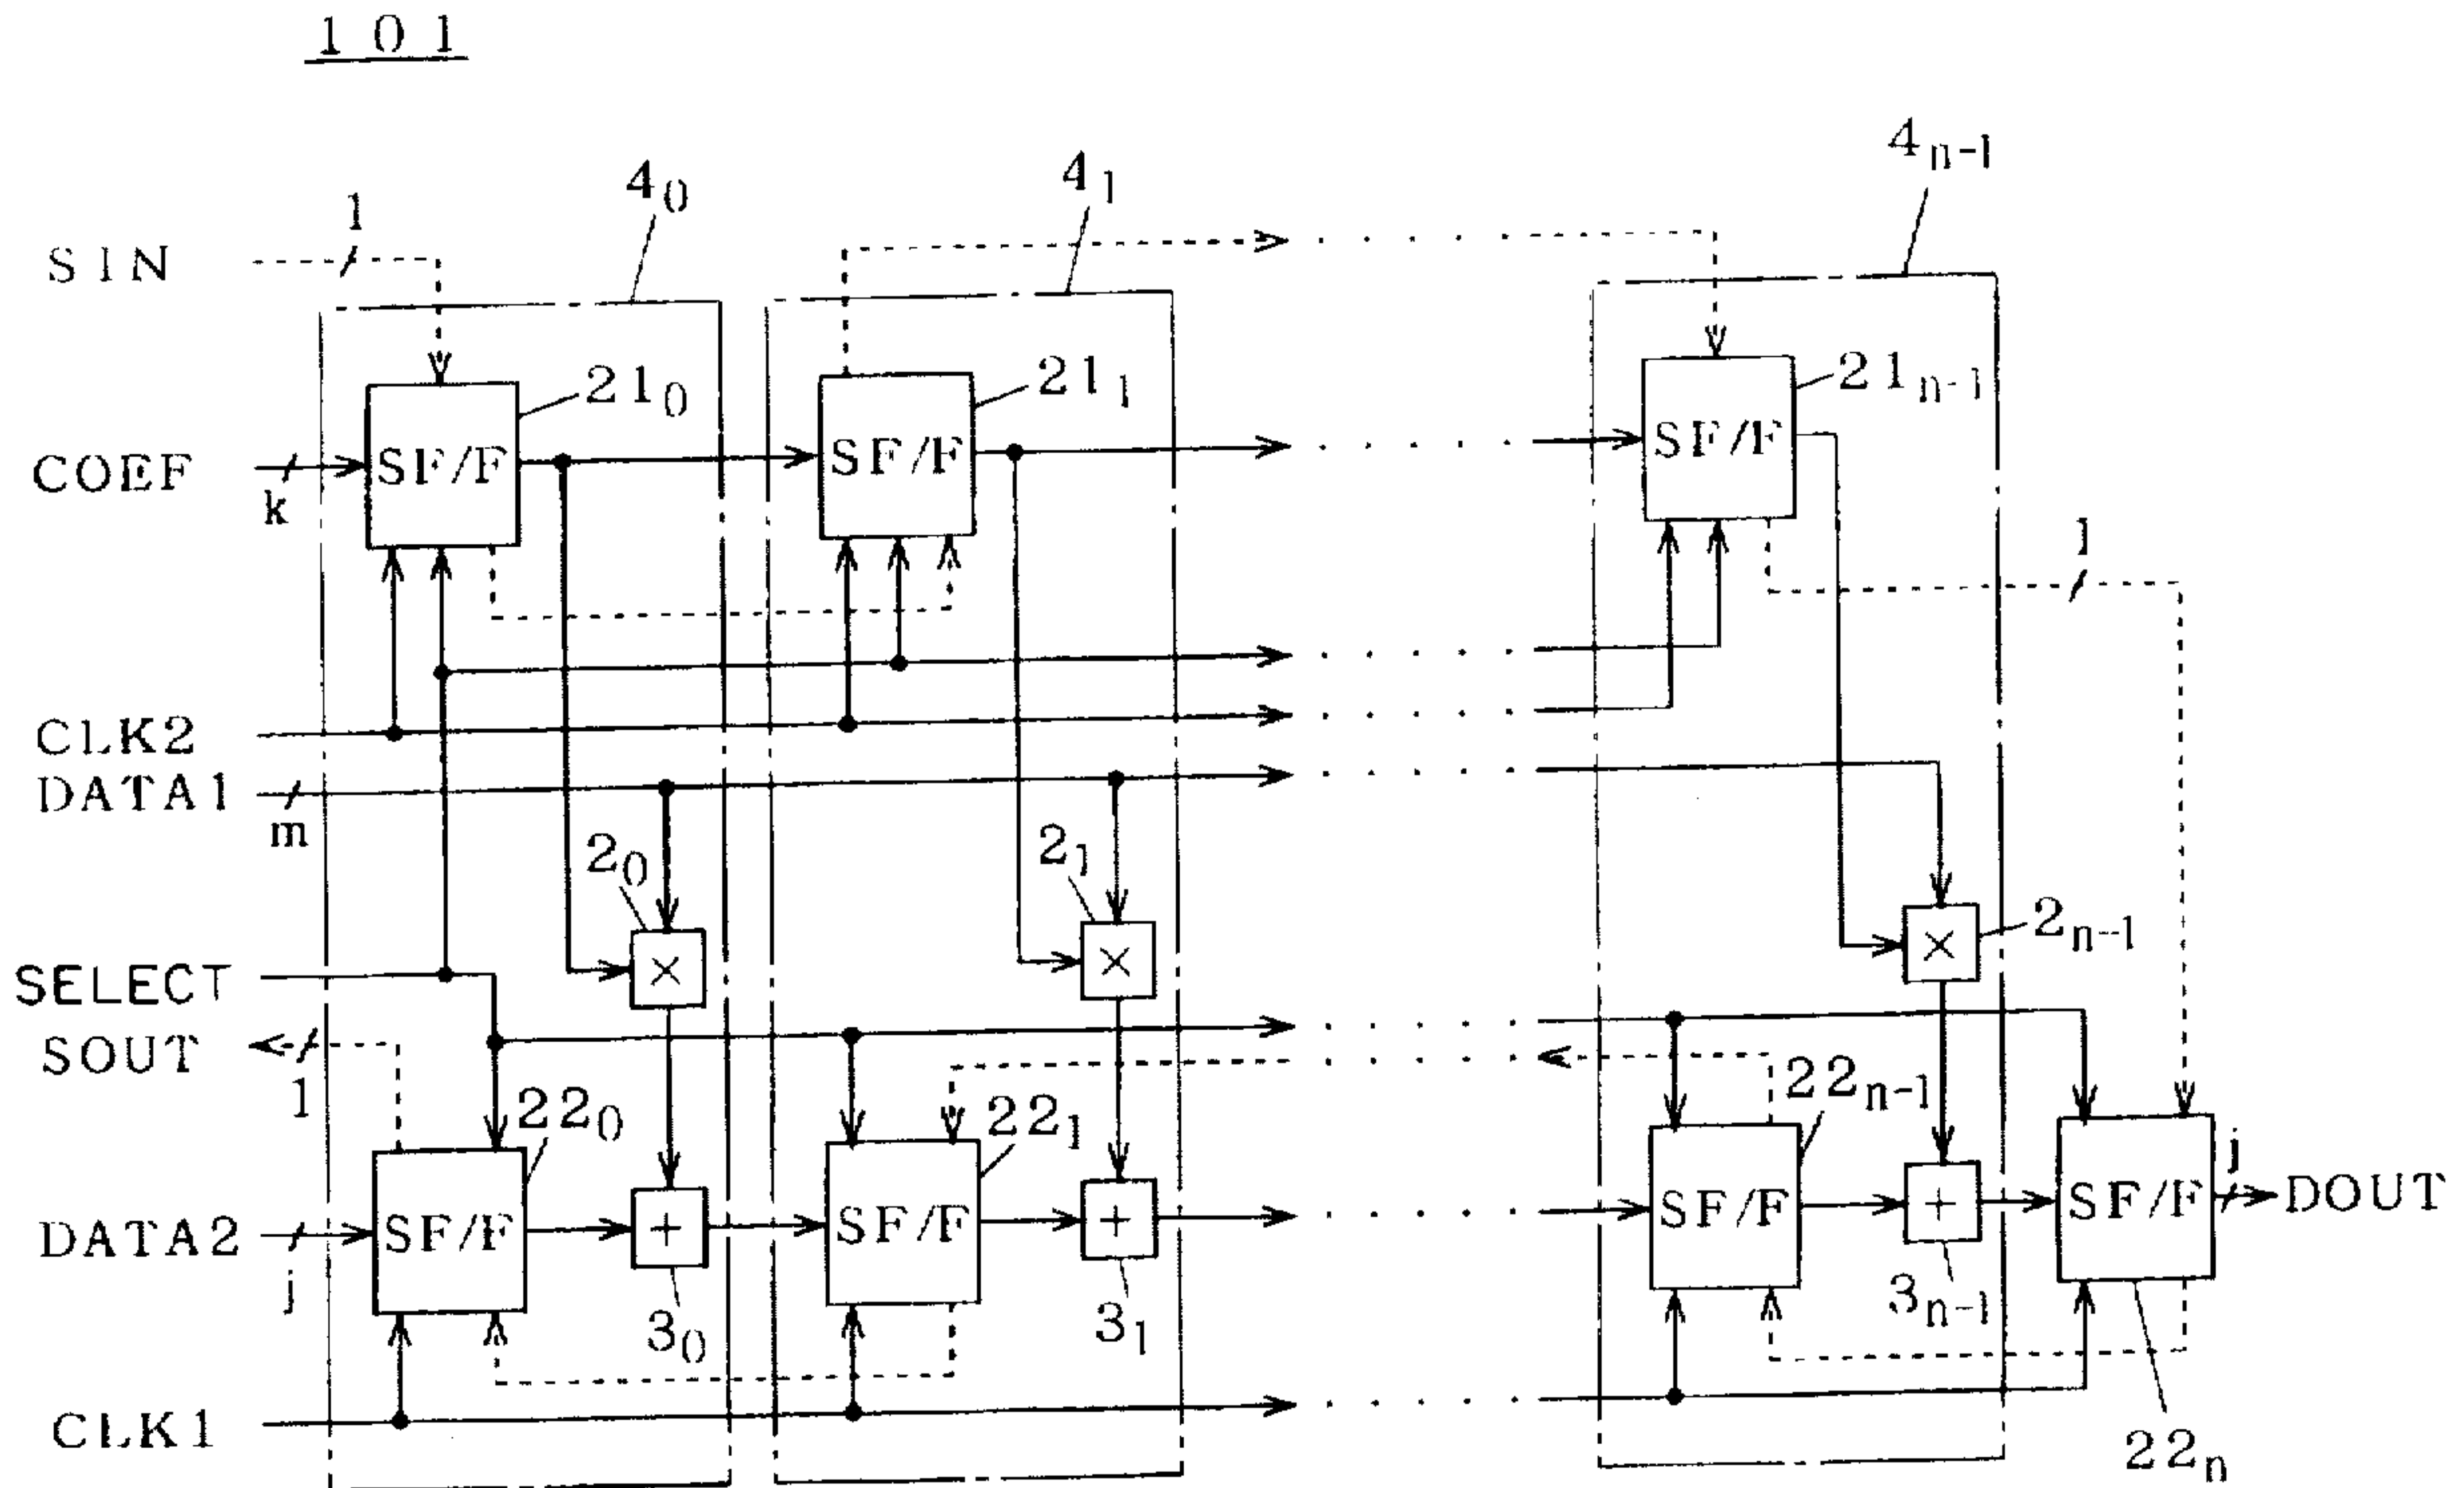 101
4₀
4₁
4ₙ₋₁
SIN
1
21₀
21₁
21ₙ₋₁
COEF
k
SF/F
SF/F
SF/F
1
CLK2
DATA1
m
2₀
2₁
2ₙ₋₁
×
×
×
SELECT
SOUT
1
22₀
22₁
22ₙ₋₁
j
DATA2
j
SF/F
+
SF/F
+
SF/F
+
SF/F
DOUT
3₀
3₁
3ₙ₋₁
CLK1
22ₙ